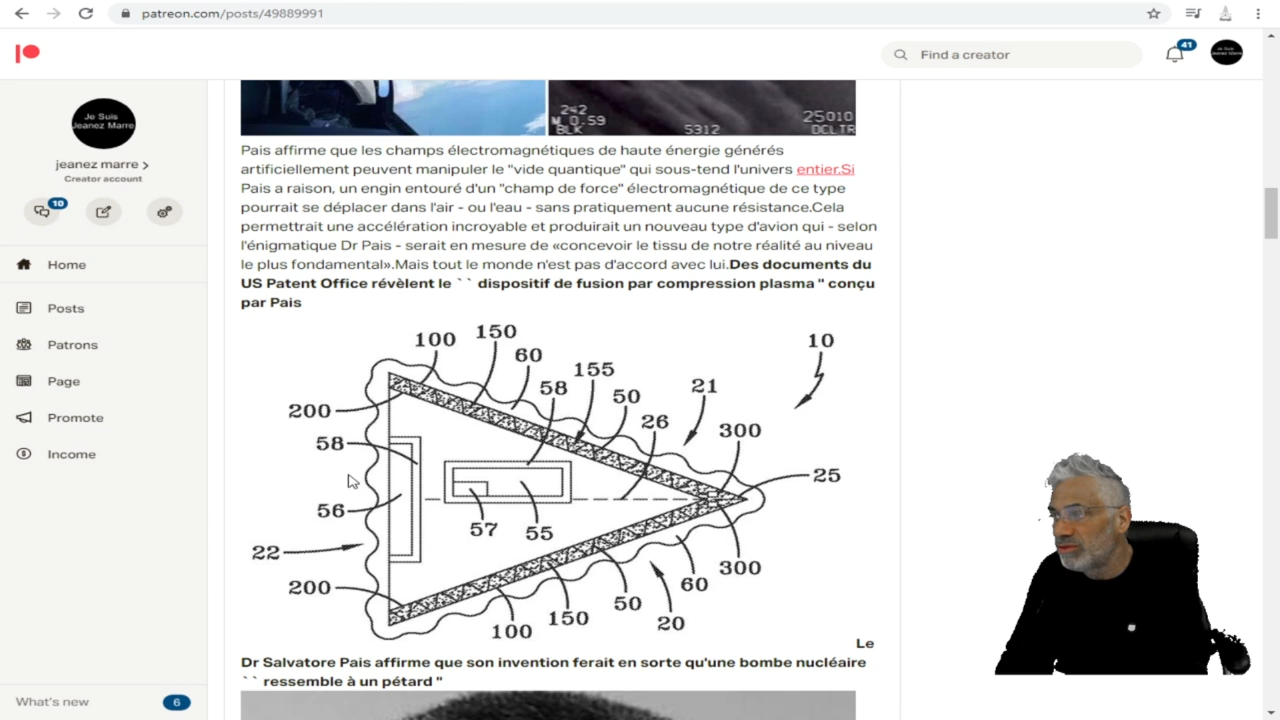 patreon.com/posts/49889991
Find a creator
41
Je Suis
Jeanez Marre
Je Suis
Jeanez Marre
jeanez marre
Creator account
10
Home
Posts
Patrons
Page
Promote
Income
What's new
6
242
M 0.59
BLK
5312
25010
DCLTR
Pais affirme que les champs électromagnétiques de haute énergie générés
artificiellement peuvent manipuler le "vide quantique" qui sous-tend l'univers entier.Si
Pais a raison, un engin entouré d'un "champ de force" électromagnétique de ce type
pourrait se déplacer dans l'air - ou l'eau - sans pratiquement aucune résistance.Cela
permettrait une accélération incroyable et produirait un nouveau type d'avion qui - selon
l'énigmatique Dr Pais - serait en mesure de «concevoir le tissu de notre réalité au niveau
le plus fondamental».Mais tout le monde n'est pas d'accord avec lui.Des documents du
US Patent Office révèlent le `` dispositif de fusion par compression plasma '' conçu
par Pais
100
150
60
58
155
50
21
26
10
300
25
200
58
56
22
200
57
55
300
60
50
20
150
100
Le
Dr Salvatore Pais affirme que son invention ferait en sorte qu'une bombe nucléaire
`` ressemble à un pétard ''